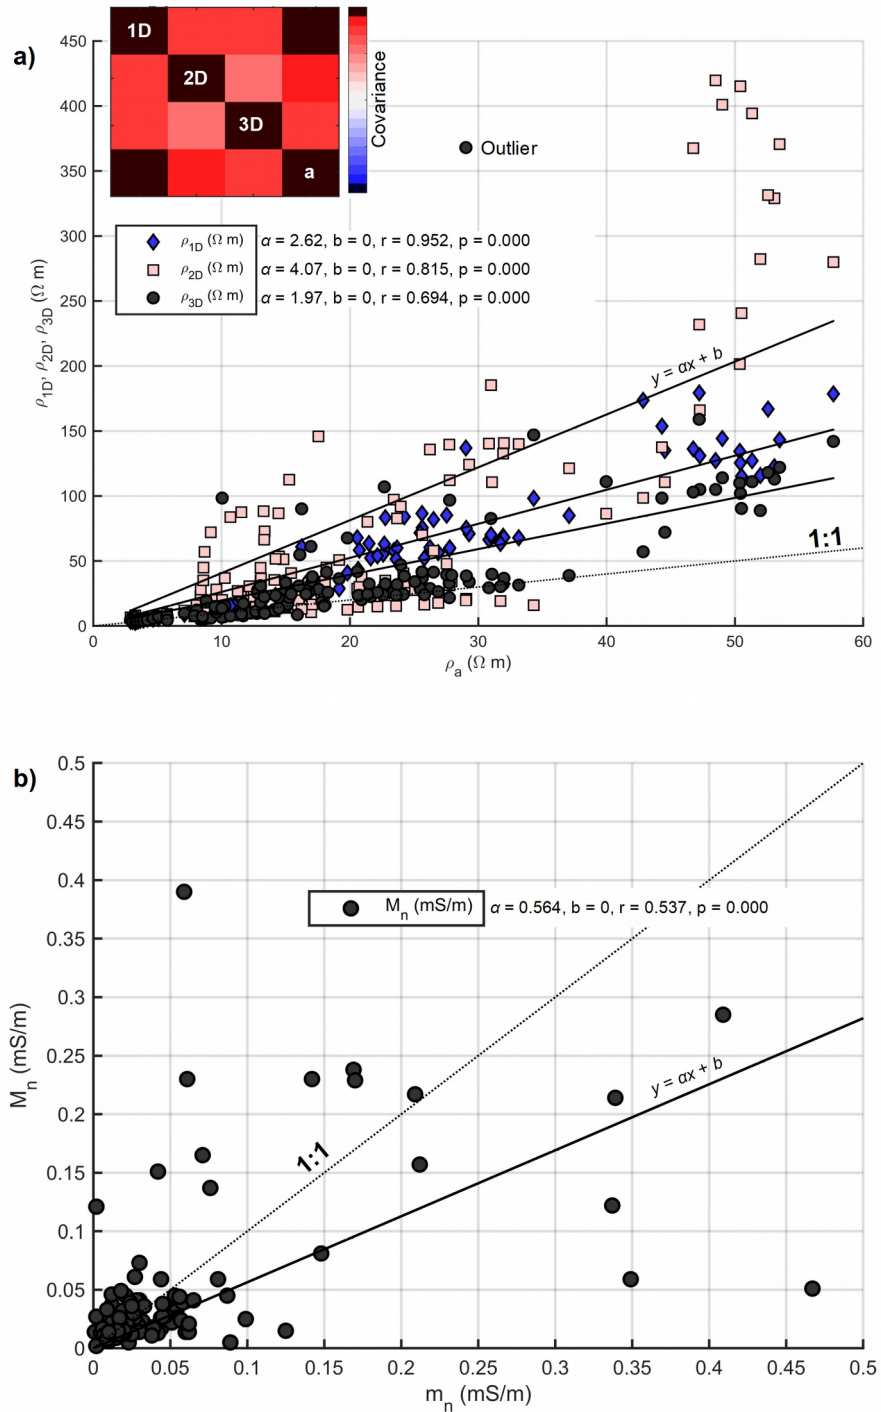 a)
1D
2D
3D
a
Covariance
Outlier
ρ1D (Ω m) α = 2.62, b = 0, r = 0.952, p = 0.000
ρ2D (Ω m) α = 4.07, b = 0, r = 0.815, p = 0.000
ρ3D (Ω m) α = 1.97, b = 0, r = 0.694, p = 0.000
y = αx + b
1:1
450
400
350
300
250
200
150
100
50
0
ρ1D, ρ2D, ρ3D (Ω m)
0 10 20 30 40 50 60
ρa (Ω m)
b)
0.5
0.45
0.4
0.35
0.3
0.25
0.2
0.15
0.1
0.05
0
Mn (mS/m)
Mn (mS/m) α = 0.564, b = 0, r = 0.537, p = 0.000
y = αx + b
1:1
0 0.05 0.1 0.15 0.2 0.25 0.3 0.35 0.4 0.45 0.5
mn (mS/m)